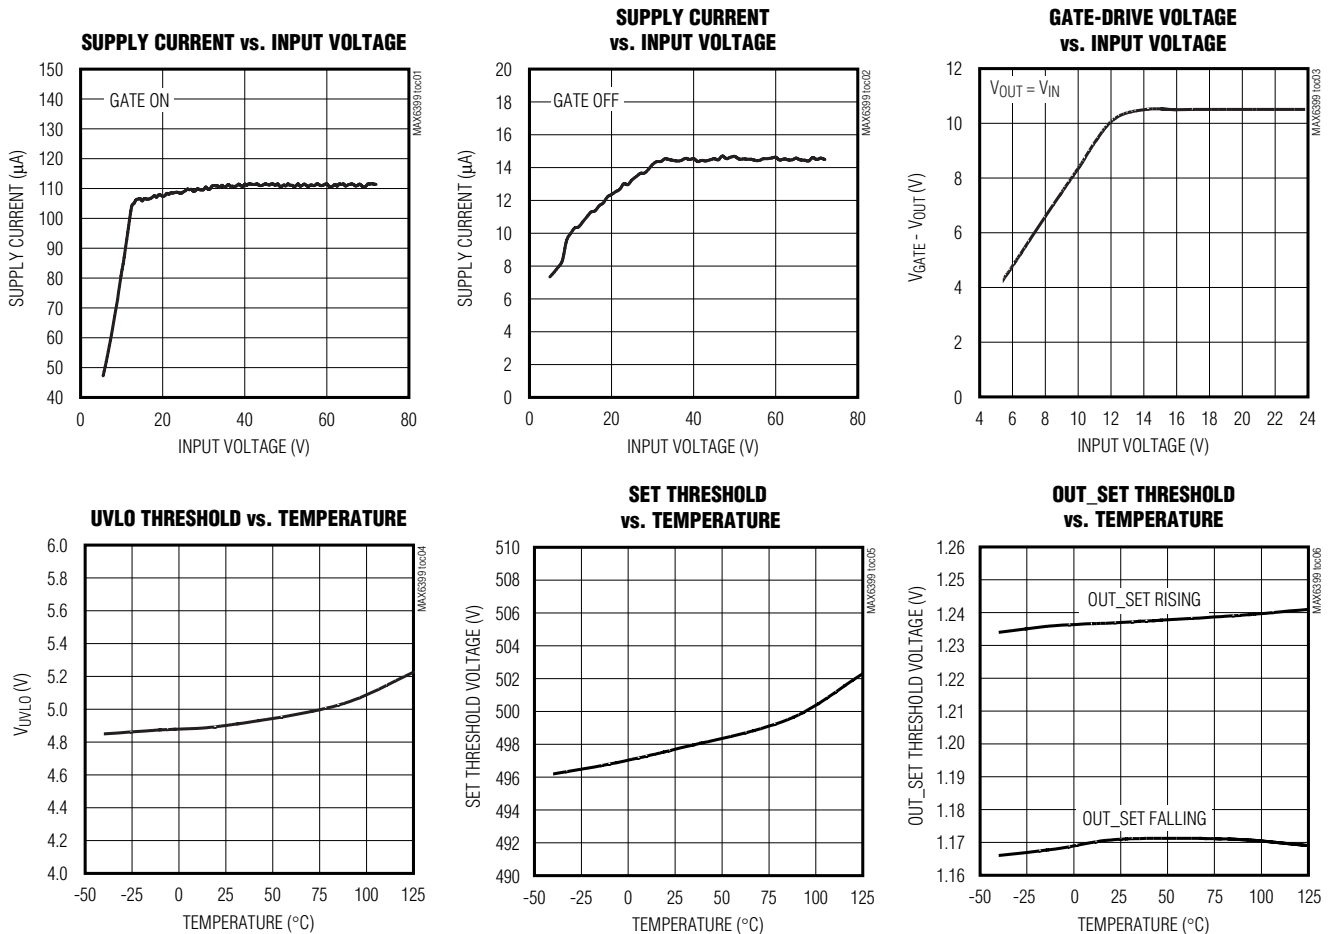 SUPPLY CURRENT vs. INPUT VOLTAGE
150
140
130
120
110
100
90
80
70
60
50
40
SUPPLY CURRENT (µA)
GATE ON
MAX6399 toc01
0 20 40 60 80
INPUT VOLTAGE (V)
SUPPLY CURRENT
vs. INPUT VOLTAGE
20
18
16
14
12
10
8
6
4
2
0
SUPPLY CURRENT (µA)
GATE OFF
MAX6399 toc02
0 20 40 60 80
INPUT VOLTAGE (V)
GATE-DRIVE VOLTAGE
vs. INPUT VOLTAGE
12
10
8
6
4
2
0
VGATE - VOUT (V)
VOUT = VIN
MAX6399 toc03
4 6 8 10 12 14 16 18 20 22 24
INPUT VOLTAGE (V)
UVLO THRESHOLD vs. TEMPERATURE
6.0
5.8
5.6
5.4
5.2
5.0
4.8
4.6
4.4
4.2
4.0
VUVLO (V)
MAX6399 toc04
-50 -25 0 25 50 75 100 125
TEMPERATURE (°C)
SET THRESHOLD
vs. TEMPERATURE
510
508
506
504
502
500
498
496
494
492
490
SET THRESHOLD VOLTAGE (V)
MAX6399 toc05
-50 -25 0 25 50 75 100 125
TEMPERATURE (°C)
OUT_SET THRESHOLD
vs. TEMPERATURE
1.26
1.25
1.24
1.23
1.22
1.21
1.20
1.19
1.18
1.17
1.16
OUT_SET THRESHOLD VOLTAGE (V)
OUT_SET RISING
OUT_SET FALLING
MAX6399 toc06
-50 -25 0 25 50 75 100 125
TEMPERATURE (°C)